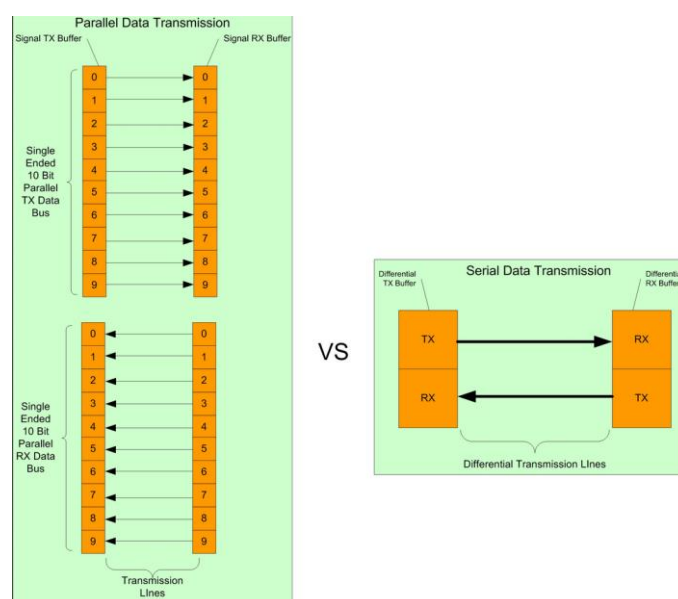 Parallel Data Transmission
Signal TX Buffer
Signal RX Buffer
0
0
1
1
2
2
3
3
4
4
5
5
6
6
7
7
8
8
9
9
Single
Ended
10 Bit
Parallel
TX Data
Bus
0
0
1
1
2
2
3
3
4
4
5
5
6
6
7
7
8
8
9
9
Single
Ended
10 Bit
Parallel
RX Data
Bus
Transmission
LInes
VS
Serial Data Transmission
Differential
TX Buffer
Differential
RX Buffer
TX
RX
RX
TX
Differential Transmission LInes